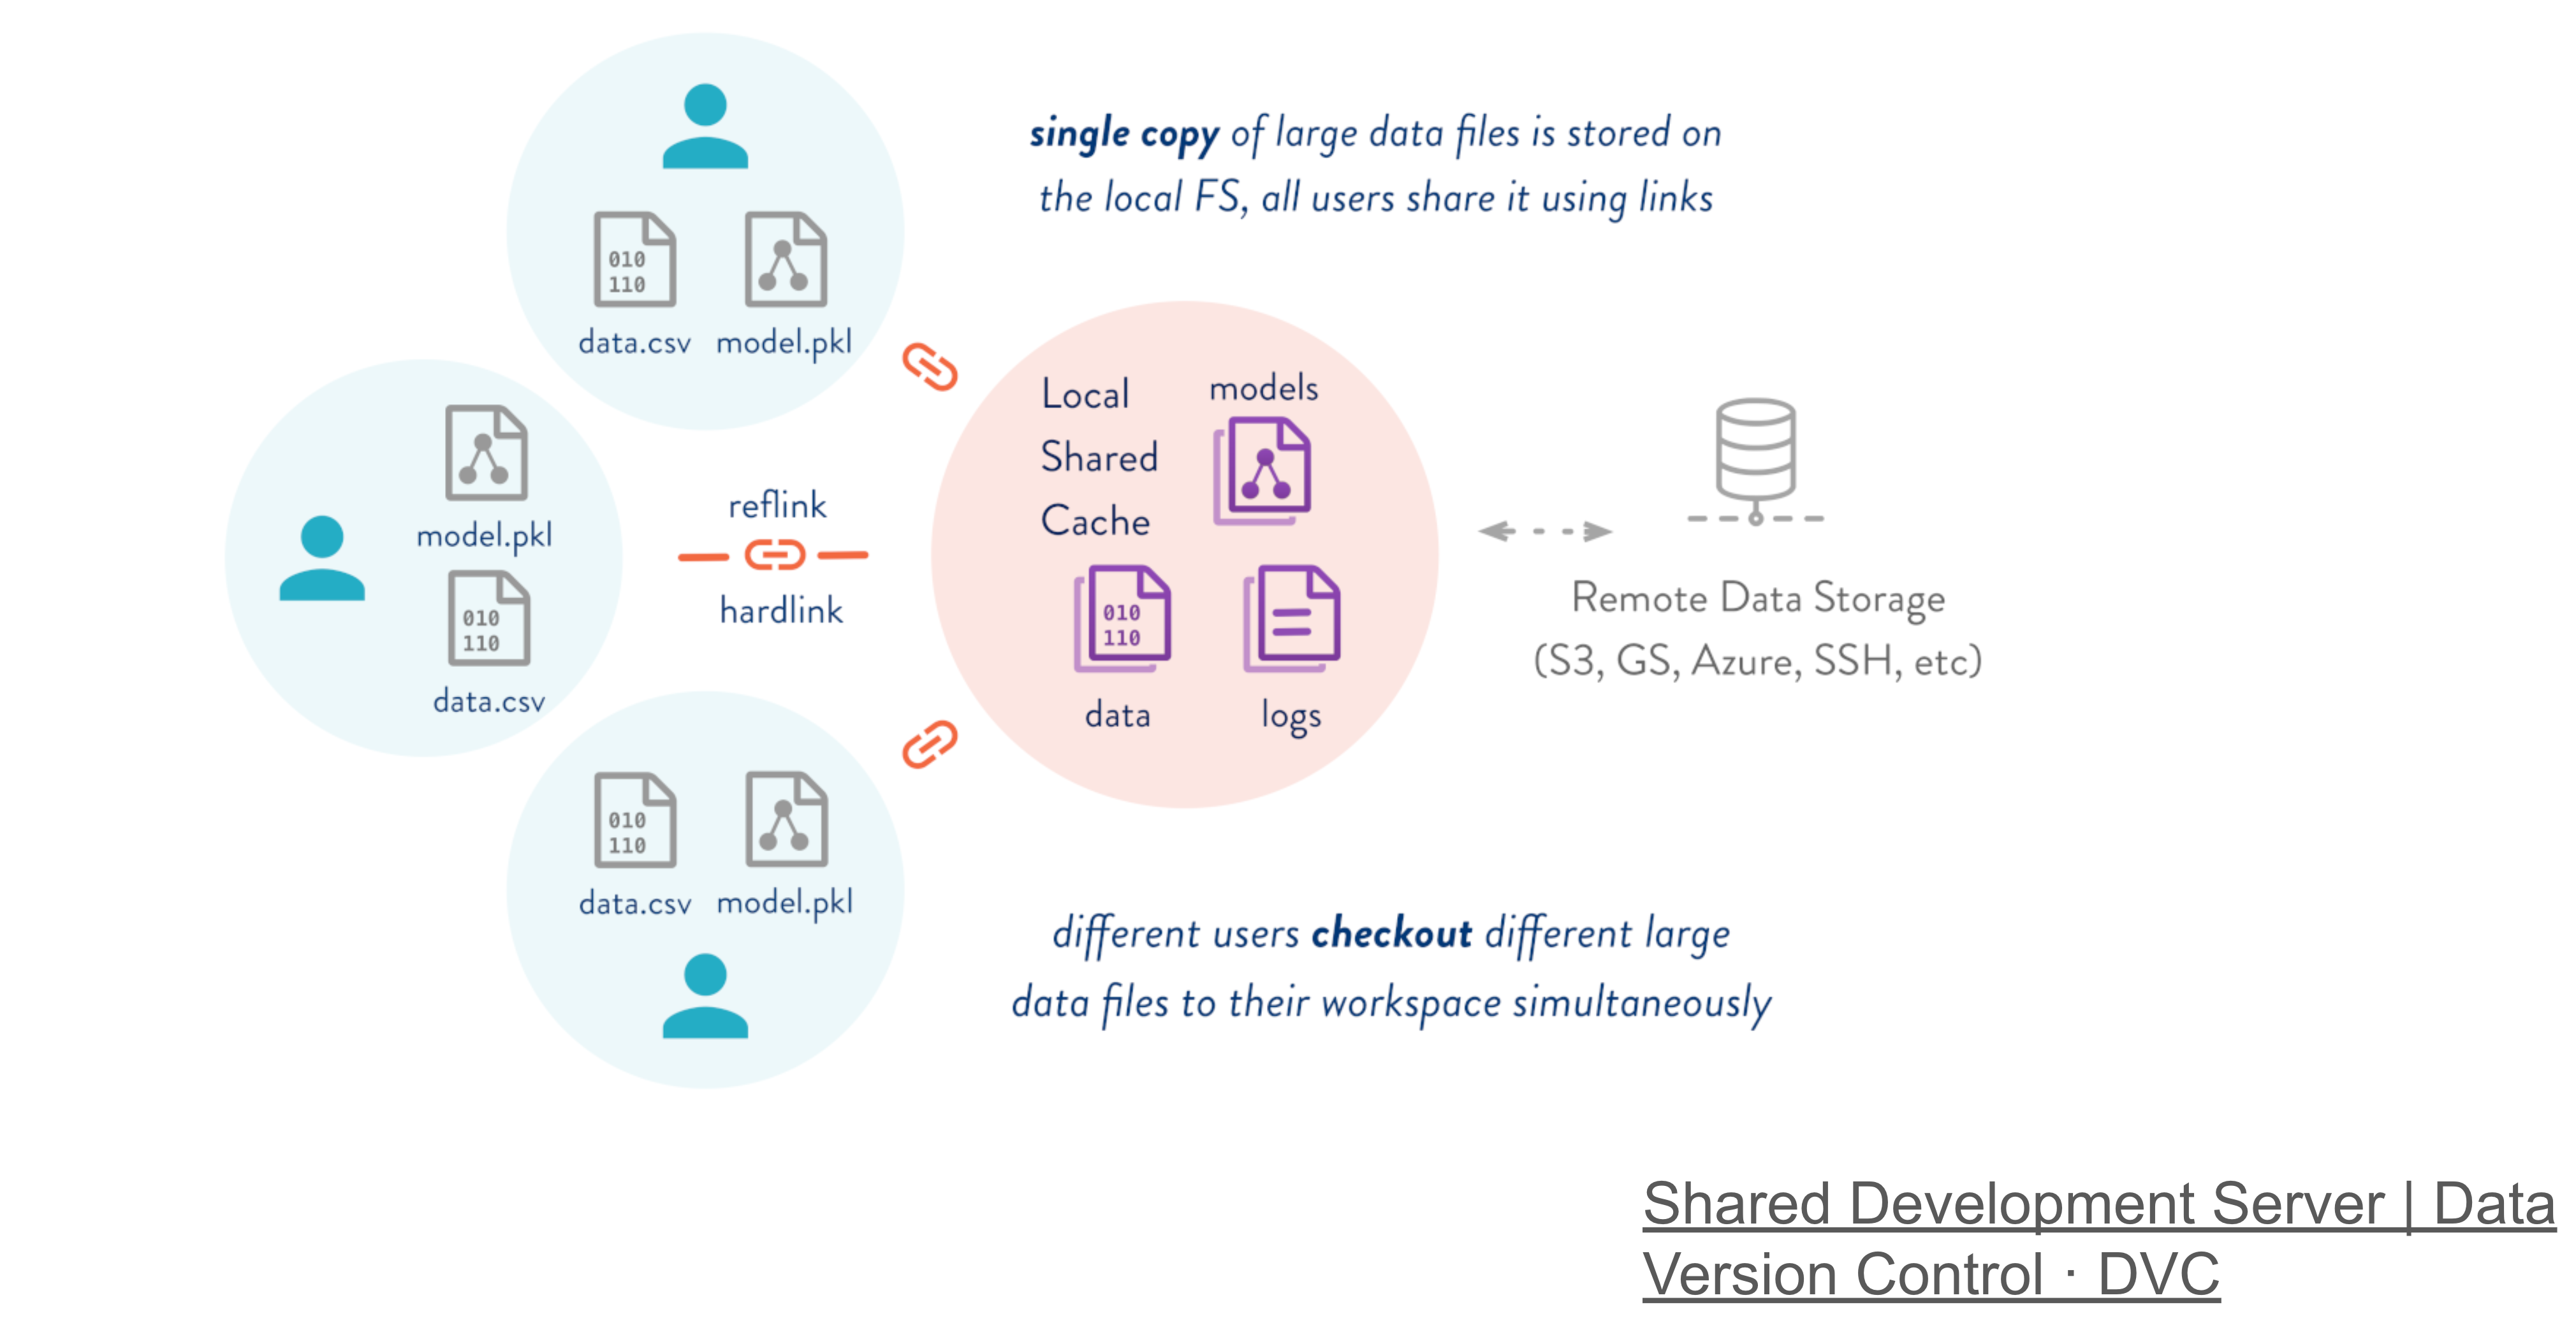 single copy of large data files is stored on
the local FS, all users share it using links
010
110
data.csv
model.pkl
model.pkl
010
110
data.csv
reflink
hardlink
Local
Shared
Cache
models
010
110
data
logs
Remote Data Storage
(S3, GS, Azure, SSH, etc)
010
110
data.csv
model.pkl
different users checkout different large
data files to their workspace simultaneously
Shared Development Server | Data
Version Control · DVC